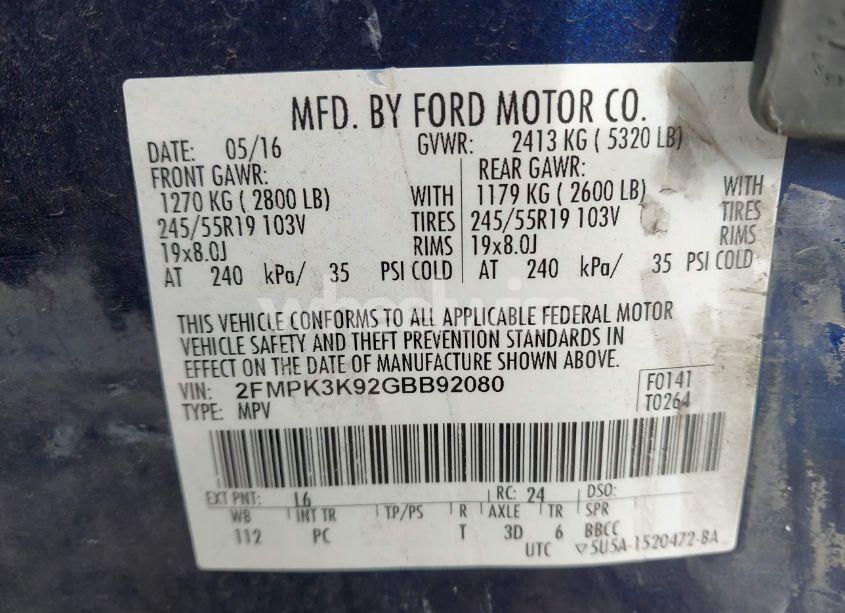 MFD. BY FORD MOTOR CO.
DATE: 05/16 GVWR: 2413 KG ( 5320 LB)
FRONT GAWR: REAR GAWR:
1270 KG ( 2800 LB) WITH 1179 KG ( 2600 LB) WITH
245/55R19 103V TIRES 245/55R19 103V TIRES
19x8.0J RIMS 19x8.0J RIMS
AT 240 kPa/ 35 PSI COLD AT 240 kPa/ 35 PSI COLD
THIS VEHICLE CONFORMS TO ALL APPLICABLE FEDERAL MOTOR
VEHICLE SAFETY AND THEFT PREVENTION STANDARDS IN
EFFECT ON THE DATE OF MANUFACTURE SHOWN ABOVE.
VIN: 2FMPK3K92GBB92080 F0141
TYPE: MPV T0264
EXT PNT: L6 RC: 24 DSO:
WB INT TR TP/PS R AXLE TR SPR
112 PC T 3D 6 BBCC
UTC ▽5U5A-1520472-BA